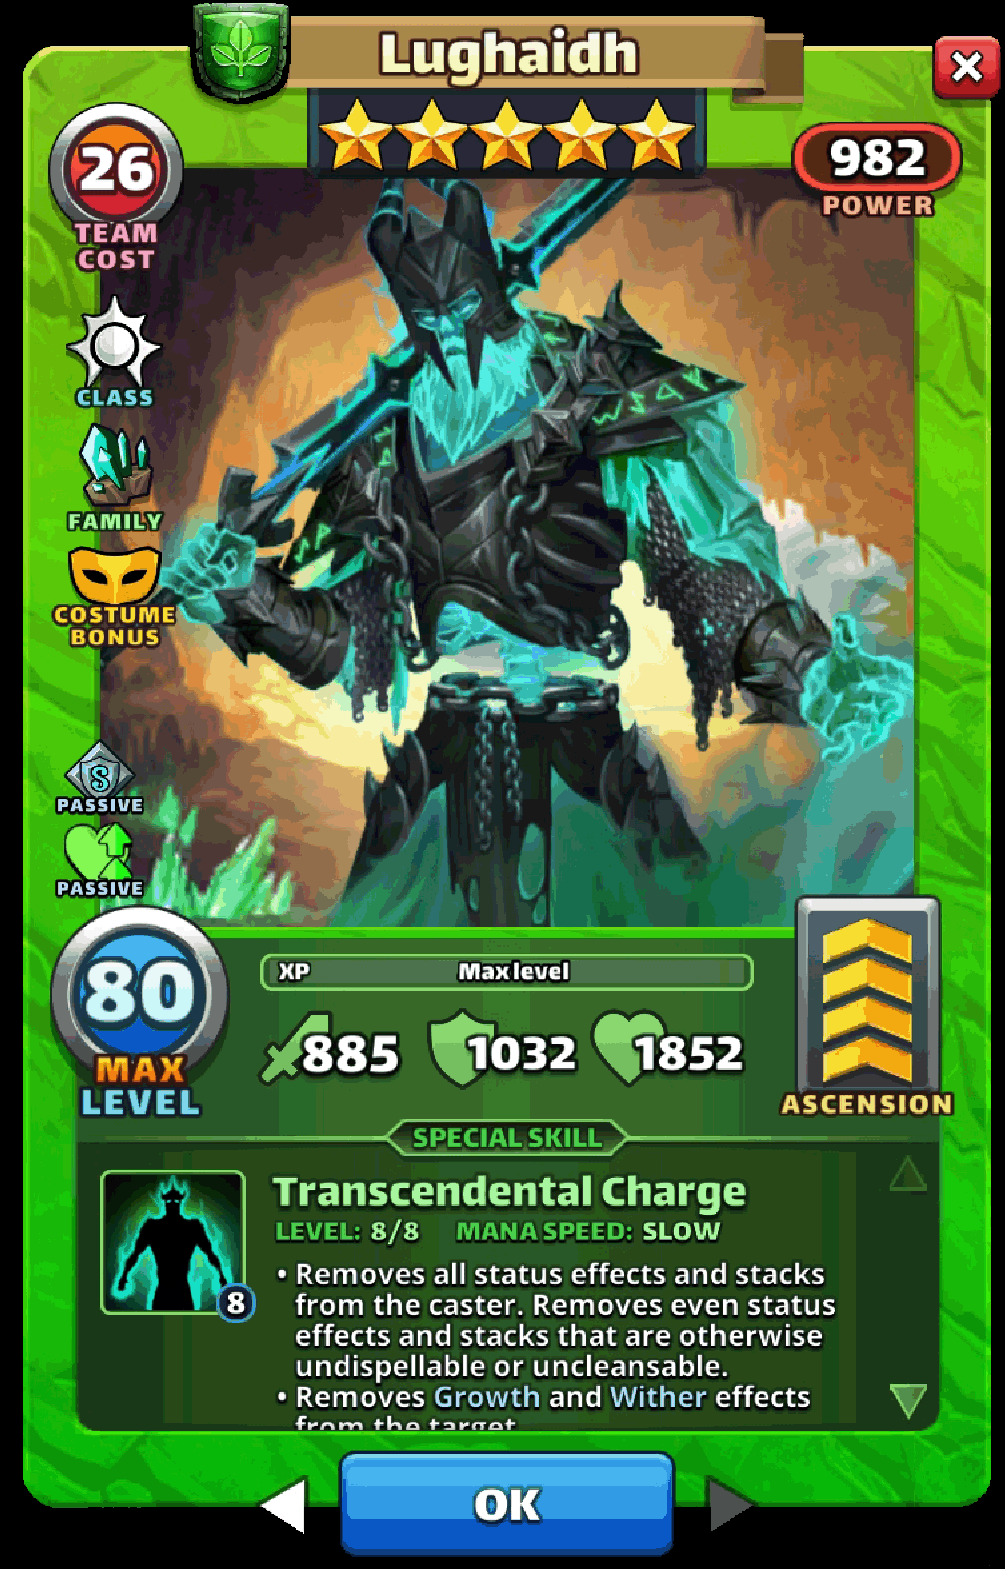 Lughaidh
26
TEAM
COST
982
POWER
CLASS
FAMILY
COSTUME
BONUS
S
PASSIVE
PASSIVE
80
MAX
LEVEL
XP Max level
885 1032 1852
ASCENSION
SPECIAL SKILL
Transcendental Charge
LEVEL: 8/8 MANA SPEED: SLOW
8
• Removes all status effects and stacks
from the caster. Removes even status
effects and stacks that are otherwise
undispellable or uncleansable.
• Removes Growth and Wither effects
from the target
OK